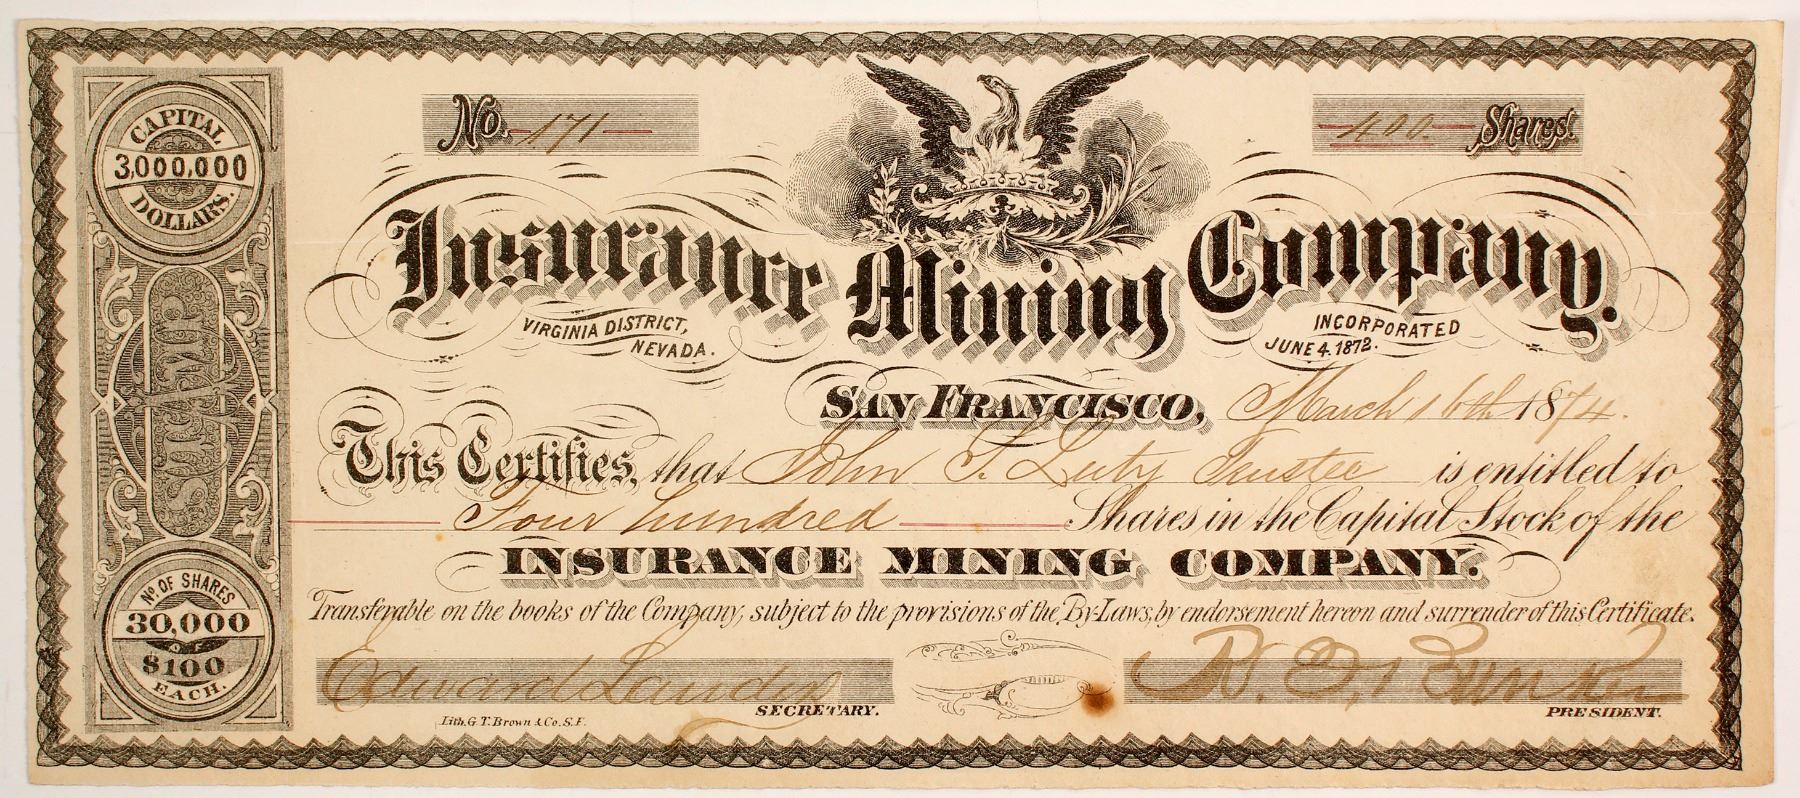 CAPITAL
3,000,000
DOLLARS.
No. 171
400 Shares.
Insurance Mining Company.
VIRGINIA DISTRICT,
NEVADA.
INCORPORATED
JUNE 4. 1872.
SAN FRANCISCO, March 16th 1874.
This Certifies, that John T. Luty Trustee is entitled to
Four hundred Shares in the Capital Stock of the
INSURANCE MINING COMPANY.
Transferable on the books of the Company, subject to the provisions of the By-Laws, by endorsement hereon and surrender of this Certificate.
No. OF SHARES
30,000
OF
$100
EACH.
Edward
SECRETARY.
Bunker
PRESIDENT.
Lith. G. T. Brown & Co. S. F.